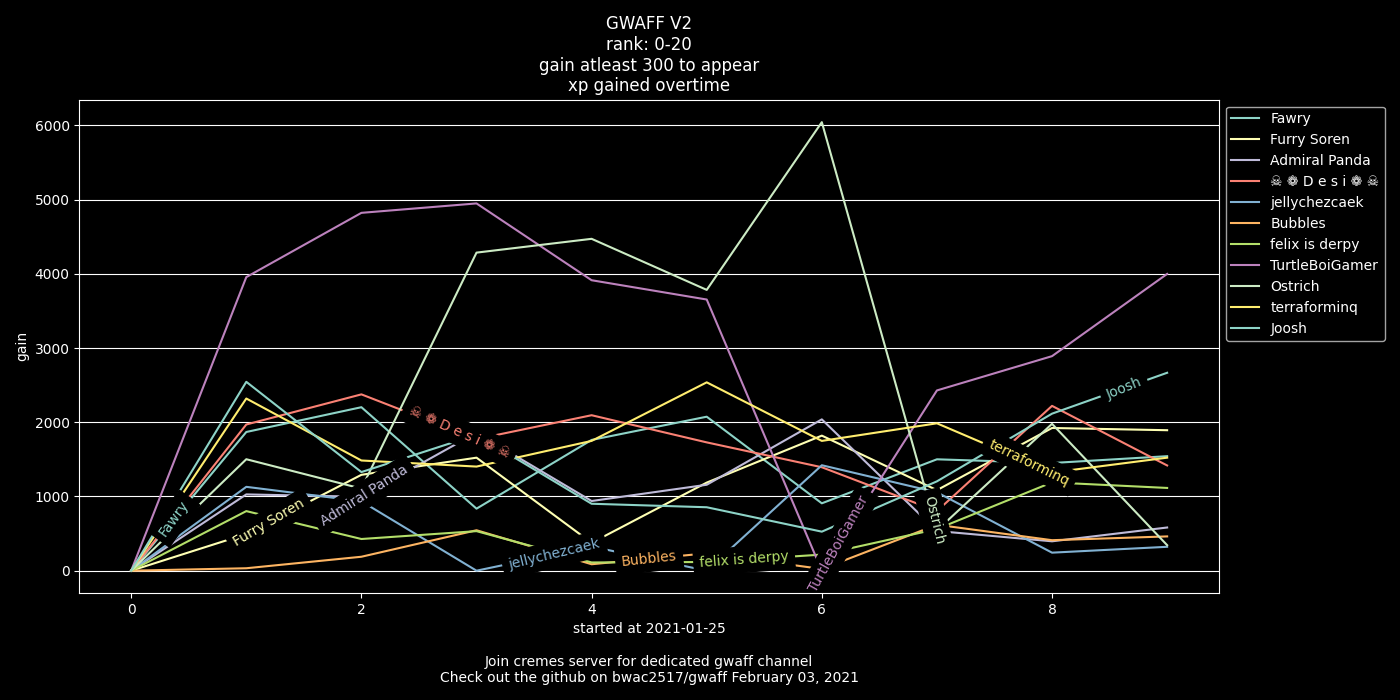 GWAFF V2
rank: 0-20
gain atleast 300 to appear
xp gained overtime
gain
6000
5000
4000
3000
2000
1000
0
Fawry
Furry Soren
Admiral Panda
☠ ❁ D e s i ❁ ☠
jellychezcaek
Bubbles
felix is derpy
TurtleBoiGamer
Ostrich
terraforminq
Joosh
0 2 4 6 8
started at 2021-01-25
Fawry
Furry Soren
Admiral Panda
☠ ❁ D e s i ❁ ☠
jellychezcaek
Bubbles
felix is derpy
TurtleBoiGamer
Ostrich
terraforminq
Joosh
Join cremes server for dedicated gwaff channel
Check out the github on bwac2517/gwaff February 03, 2021